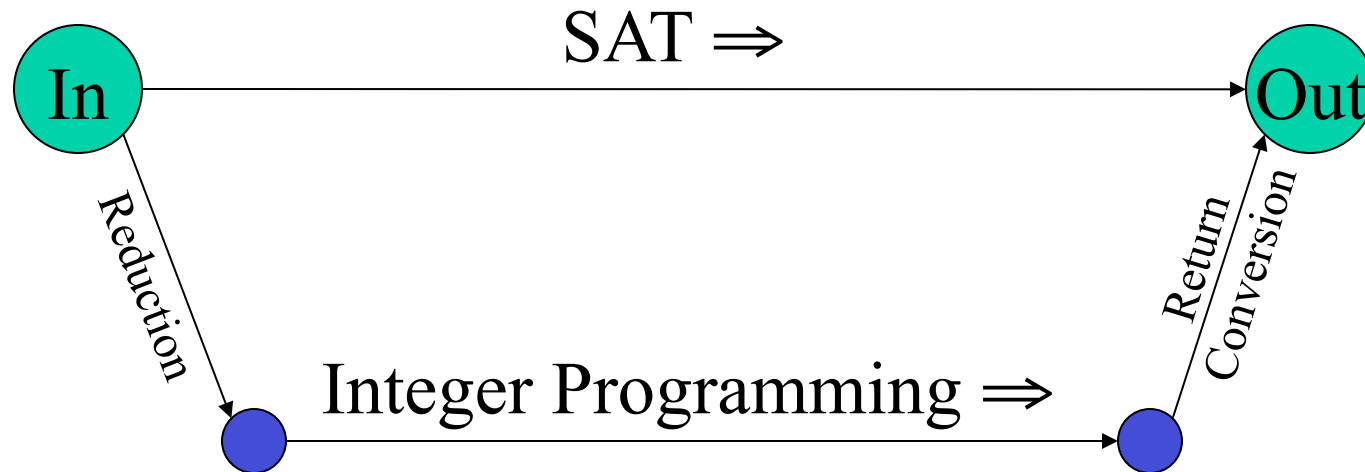 SAT ⇒
In
Out
Reduction
Return
Conversion
Integer Programming ⇒